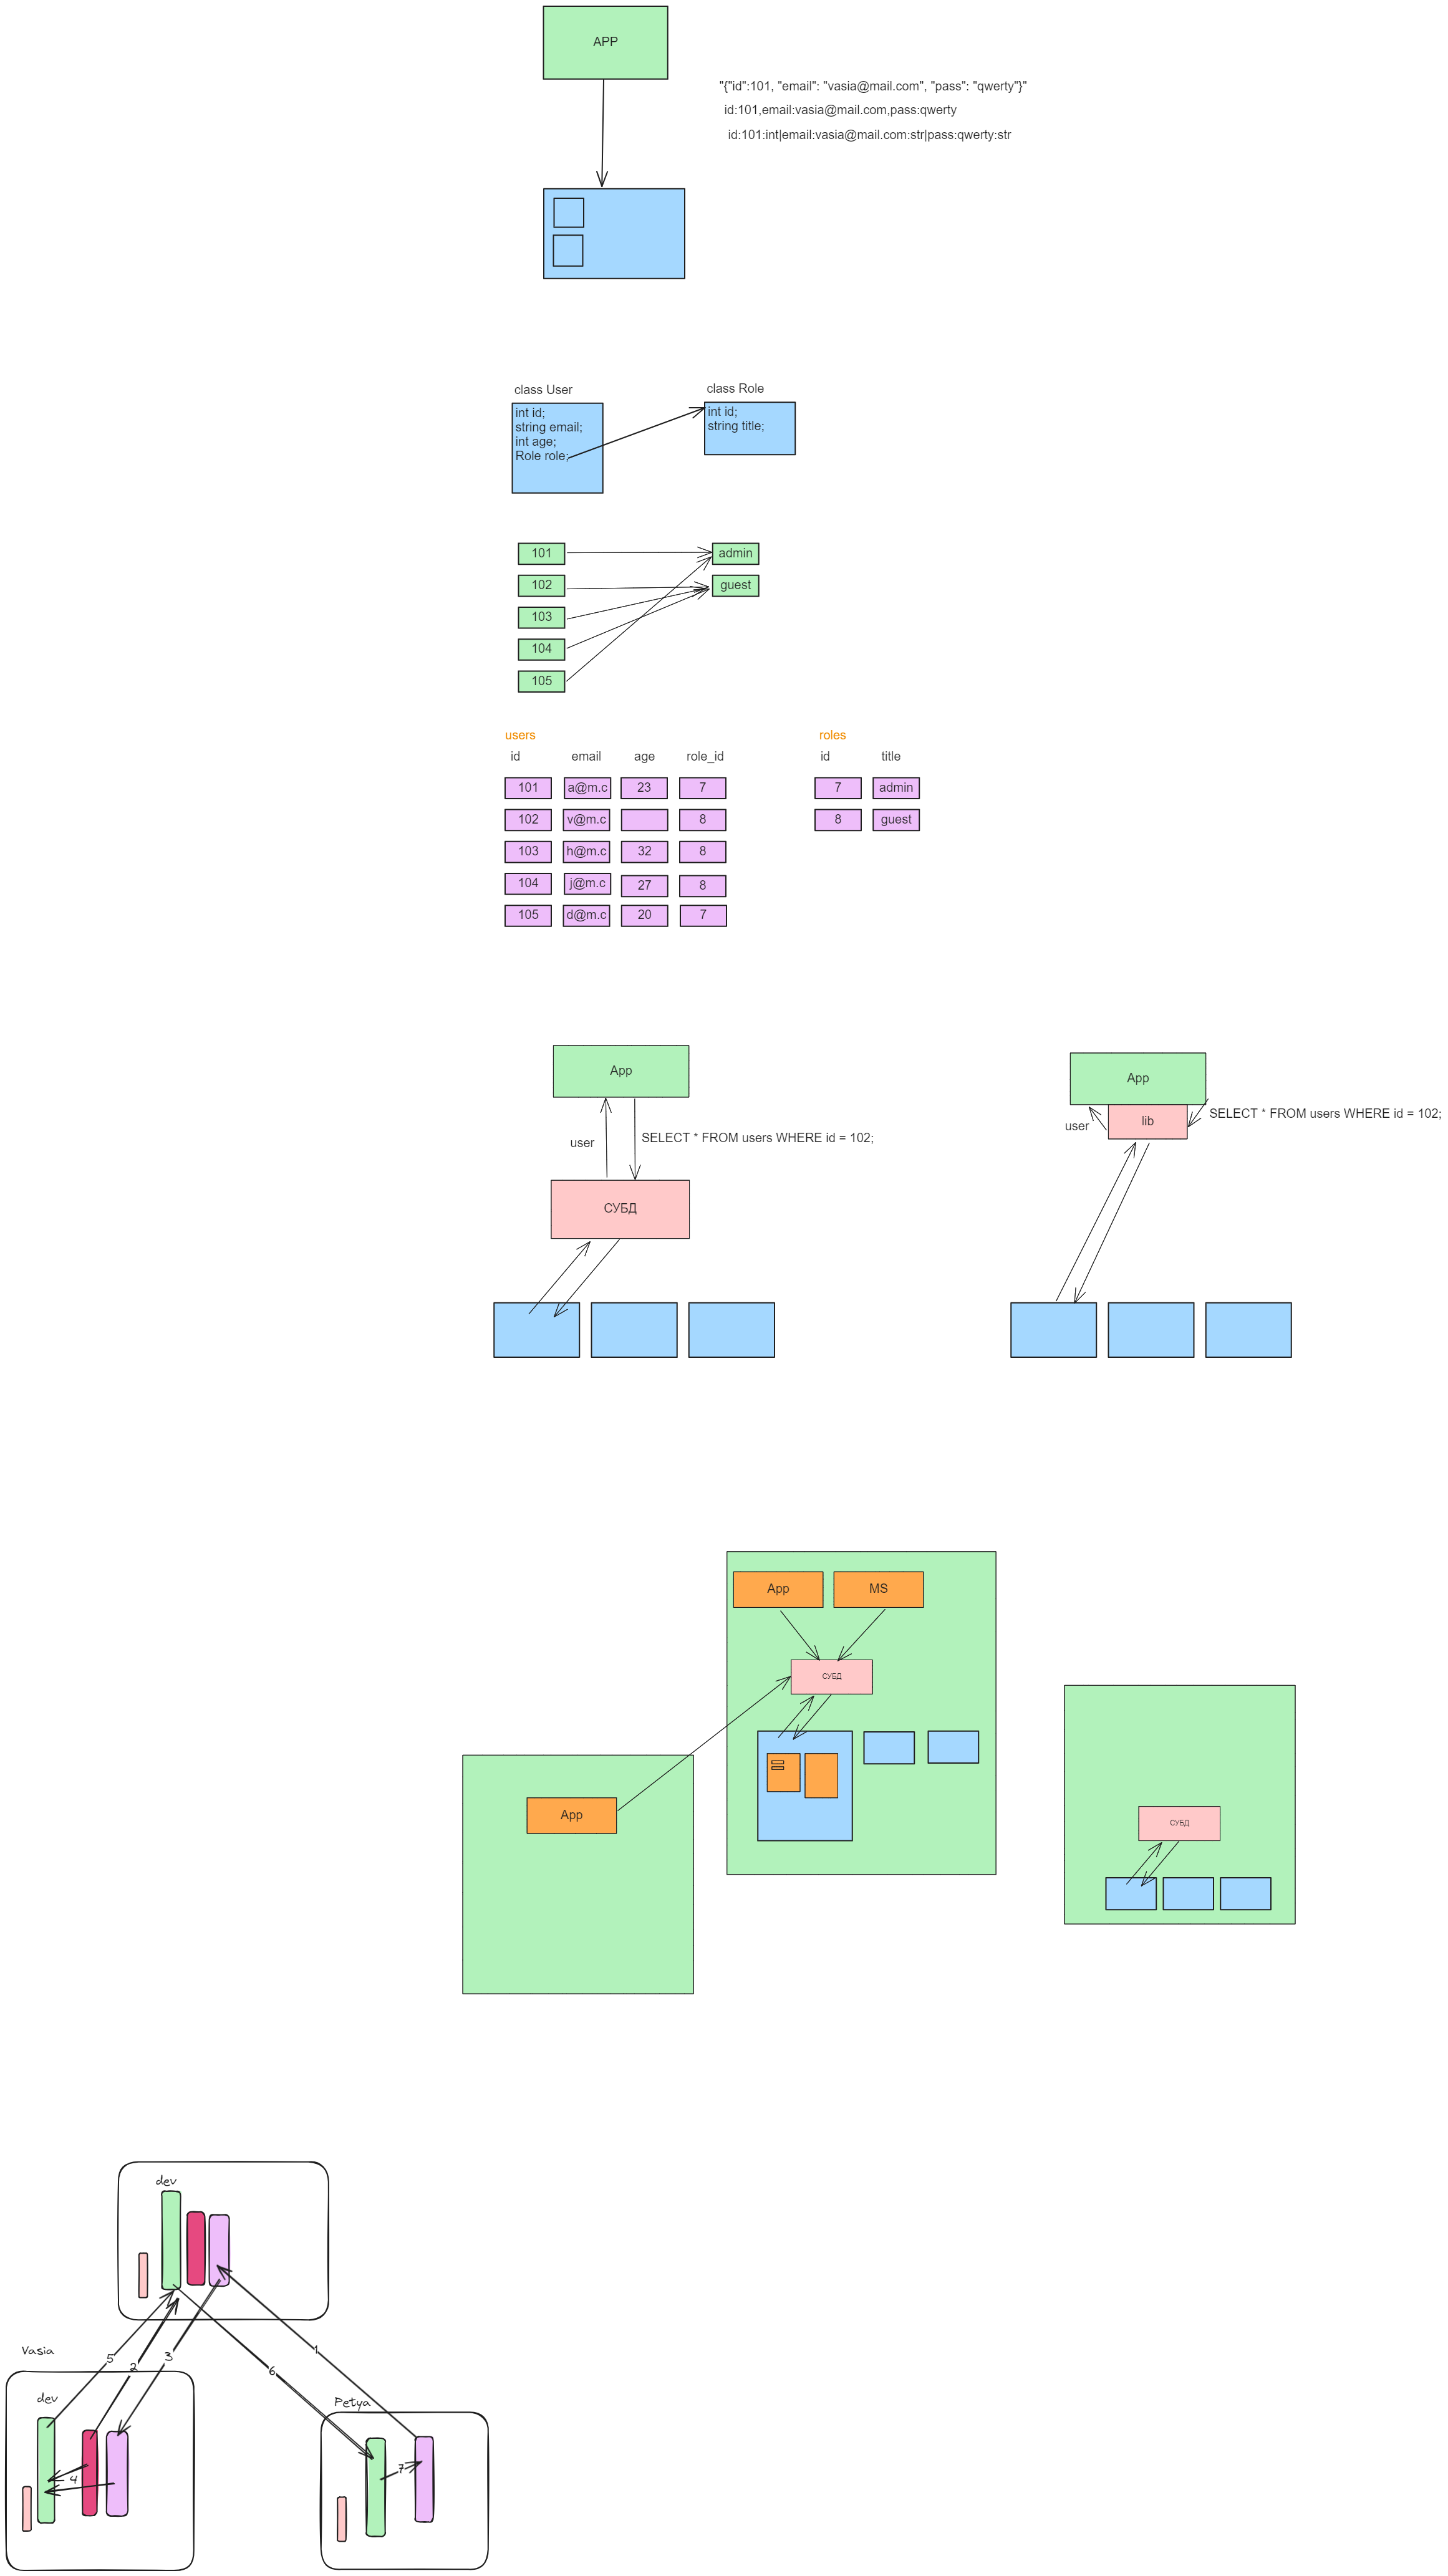 APP
"{"id":101, "email": "vasia@mail.com", "pass": "qwerty"}"
id:101,email:vasia@mail.com,pass:qwerty
id:101:int|email:vasia@mail.com:str|pass:qwerty:str
class User
class Role
int id;
string email;
int age;
Role role;
int id;
string title;
101
admin
102
guest
103
104
105
users
roles
id email age role_id
id title
101 a@m.c 23 7
7 admin
102 v@m.c 8
8 guest
103 h@m.c 32 8
104 j@m.c 27 8
105 d@m.c 20 7
App
user
SELECT * FROM users WHERE id = 102;
СУБД
App
lib
user
SELECT * FROM users WHERE id = 102;
App
MS
СУБД
App
СУБД
dev
Vasia
5
2
3
1
6
dev
Petya
4
7